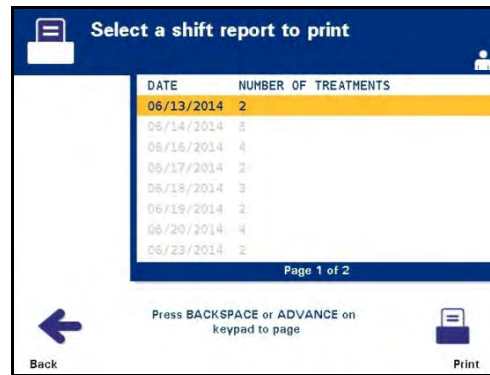 Select a shift report to print
DATE NUMBER OF TREATMENTS
06/13/2014 2
06/14/2014
06/16/2014 4
06/17/2014 2
06/18/2014 3
06/19/2014 2
06/20/2014 4
06/23/2014 2
Page 1 of 2
Press BACKSPACE or ADVANCE on
keypad to page
Back
Print